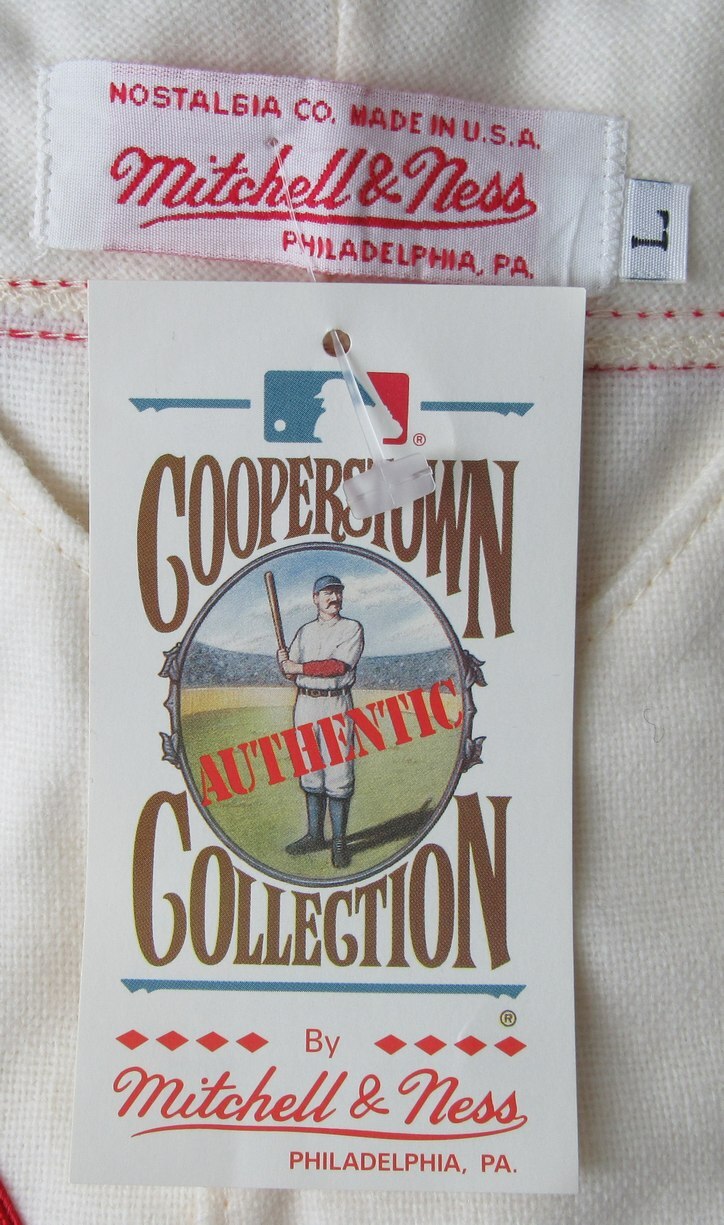 NOSTALGIA CO. MADE IN U.S.A.
Mitchell & Ness
PHILADELPHIA, PA.
L
®
COOPERSTOWN
AUTHENTIC
COLLECTION
®
By
Mitchell & Ness
PHILADELPHIA, PA.